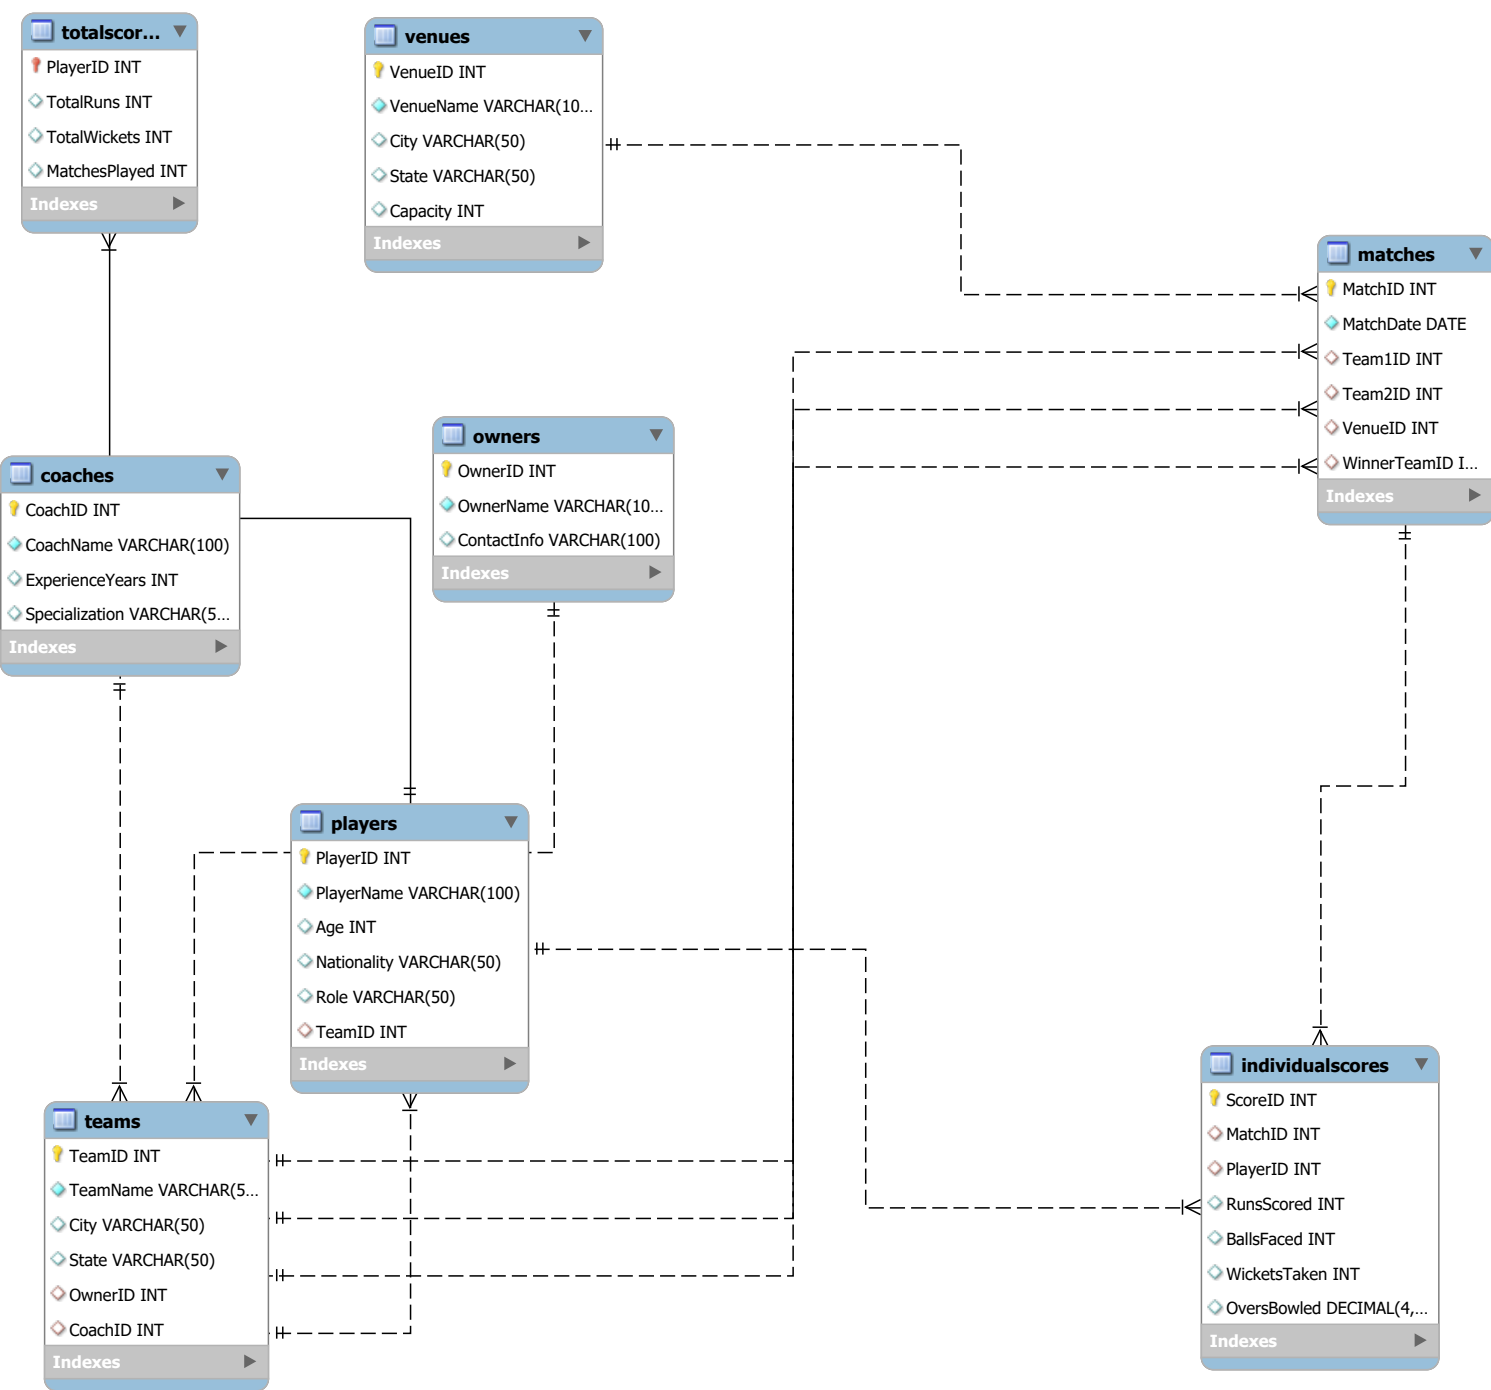 totalscor...
PlayerID INT
TotalRuns INT
TotalWickets INT
MatchesPlayed INT
Indexes
venues
VenueID INT
VenueName VARCHAR(10...
City VARCHAR(50)
State VARCHAR(50)
Capacity INT
Indexes
matches
MatchID INT
MatchDate DATE
Team1ID INT
Team2ID INT
VenueID INT
WinnerTeamID I...
Indexes
owners
OwnerID INT
OwnerName VARCHAR(10...
ContactInfo VARCHAR(100)
Indexes
coaches
CoachID INT
CoachName VARCHAR(100)
ExperienceYears INT
Specialization VARCHAR(5...
Indexes
players
PlayerID INT
PlayerName VARCHAR(100)
Age INT
Nationality VARCHAR(50)
Role VARCHAR(50)
TeamID INT
Indexes
teams
TeamID INT
TeamName VARCHAR(5...
City VARCHAR(50)
State VARCHAR(50)
OwnerID INT
CoachID INT
Indexes
individualscores
ScoreID INT
MatchID INT
PlayerID INT
RunsScored INT
BallsFaced INT
WicketsTaken INT
OversBowled DECIMAL(4,...
Indexes